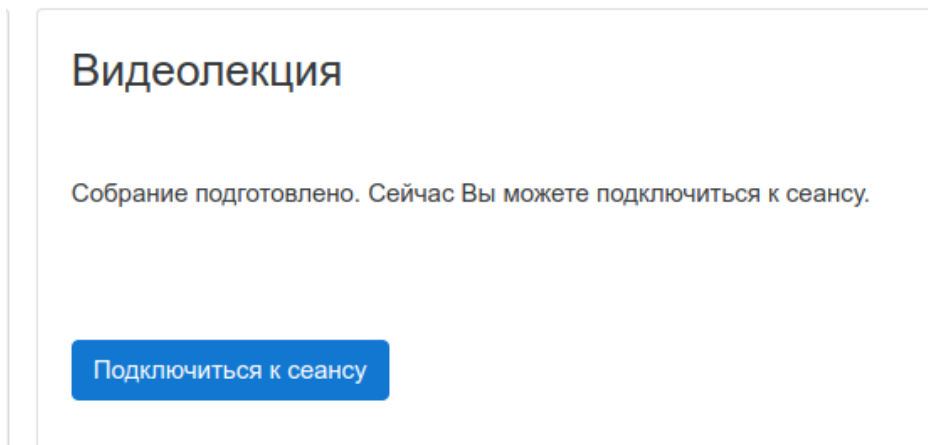 Видеолекция
Собрание подготовлено. Сейчас Вы можете подключиться к сеансу.
Подключиться к сеансу